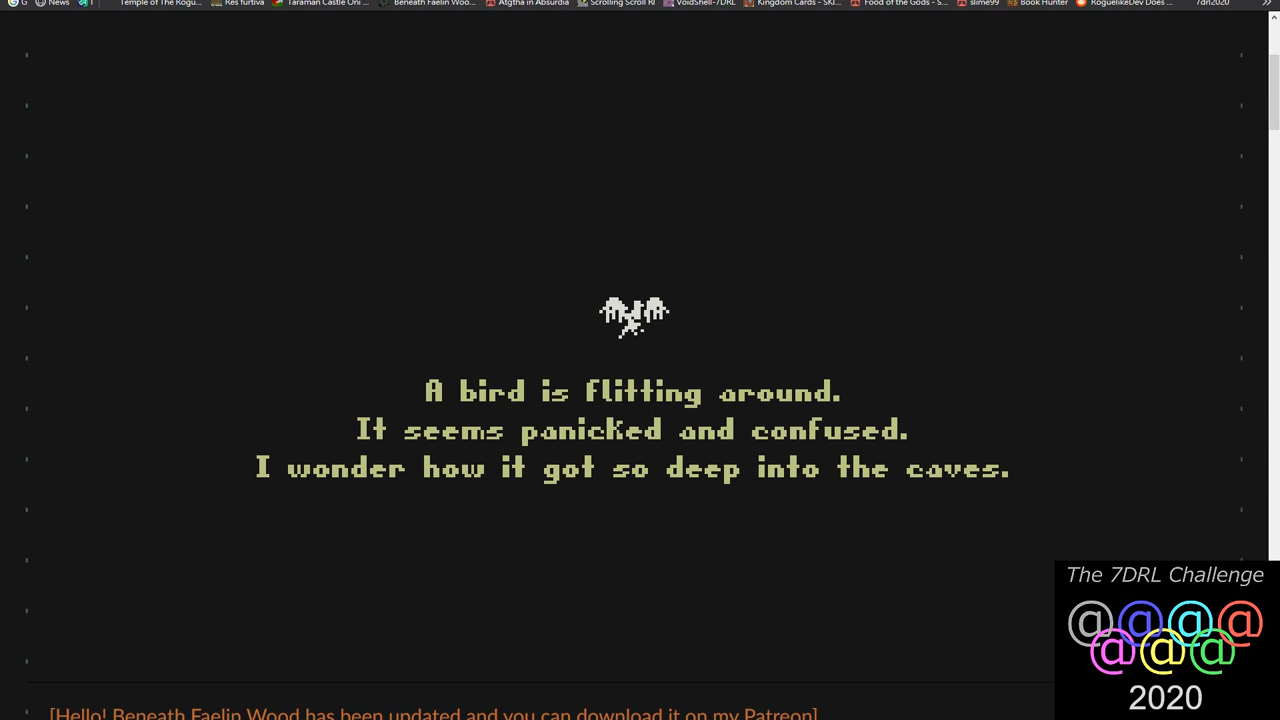 G News Temple of The Rogu... Res furtiva Taraman Castle Oni ... Beneath Faelin Woo... Atgtha in Absurdia Scrolling Scroll RI VoidShell-7DRL Kingdom Cards - SKI... Food of the Gods - S... slime99 Book Hunter RoguelikeDev Does ... 7drl2020 »
A bird is flitting around.
It seems panicked and confused.
I wonder how it got so deep into the caves.
The 7DRL Challenge
@@@@
@@@
2020
[Hello! Beneath Faelin Wood has been updated and you can download it on my Patreon]